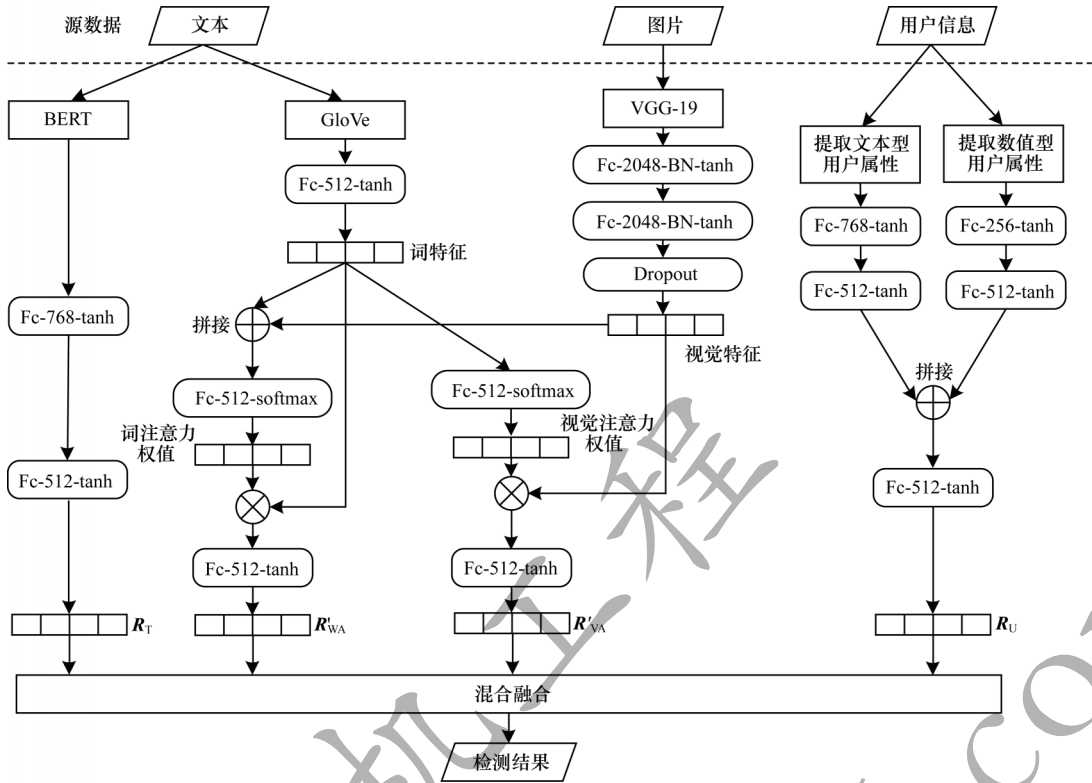 源数据
文本
图片
用户信息
BERT
GloVe
VGG-19
提取文本型
用户属性
提取数值型
用户属性
Fc-512-tanh
Fc-2048-BN-tanh
Fc-2048-BN-tanh
Fc-768-tanh
Fc-256-tanh
词特征
Dropout
Fc-512-tanh
Fc-512-tanh
Fc-768-tanh
拼接
视觉特征
拼接
Fc-512-softmax
Fc-512-softmax
词注意力
权值
视觉注意力
权值
Fc-512-tanh
Fc-512-tanh
Fc-512-tanh
Fc-512-tanh
R_T
R'_WA
R'_VA
R_U
混合融合
检测结果
机工程
.CO